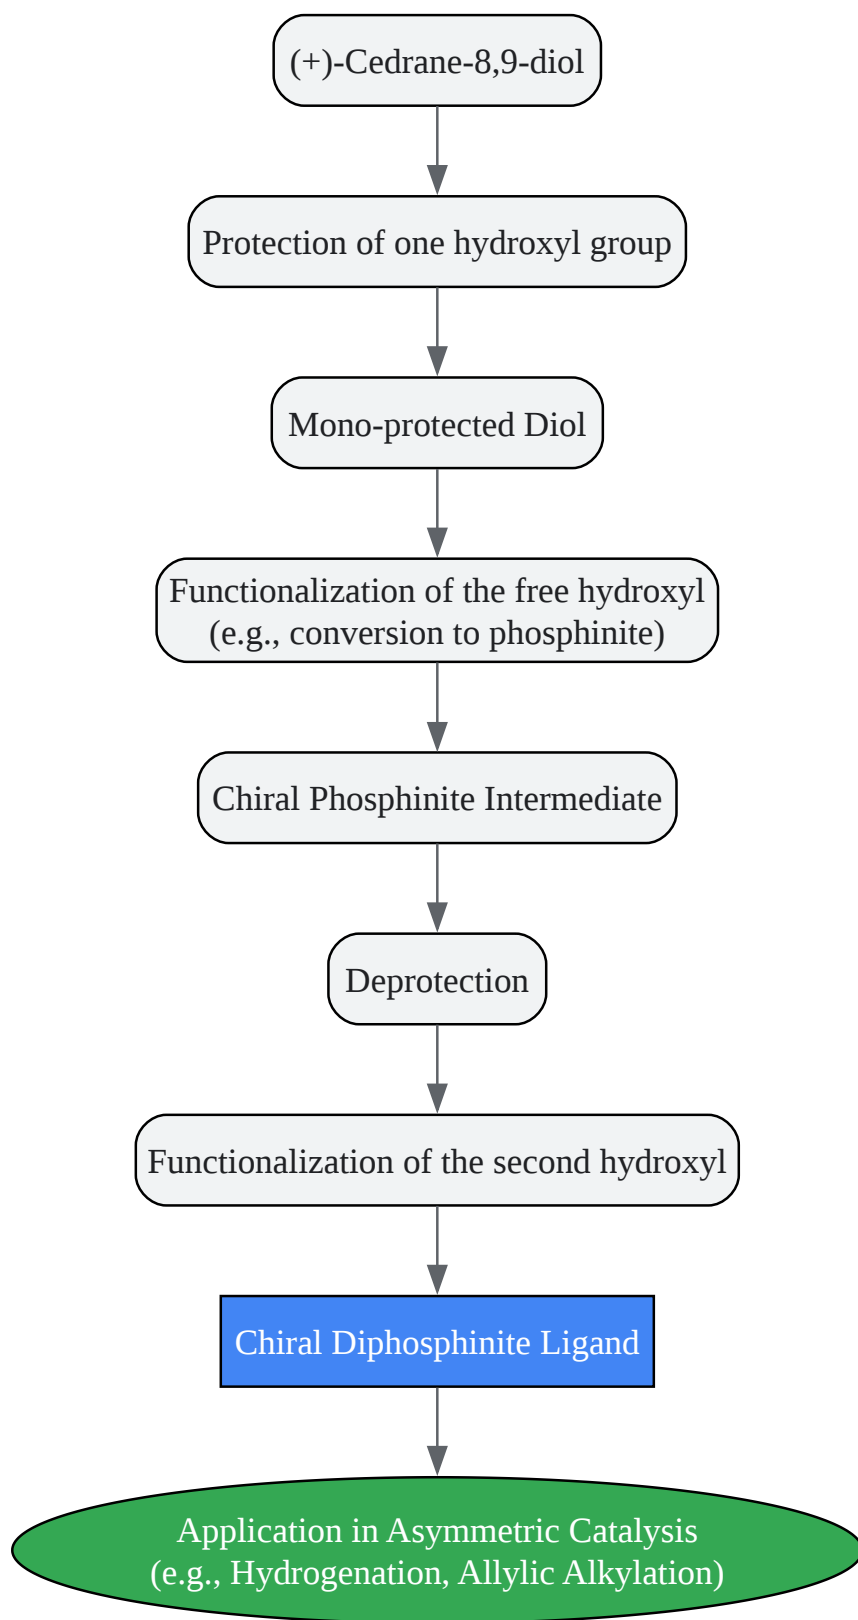 (+)-Cedrane-8,9-diol
Protection of one hydroxyl group
Mono-protected Diol
Functionalization of the free hydroxyl
(e.g., conversion to phosphinite)
Chiral Phosphinite Intermediate
Deprotection
Functionalization of the second hydroxyl
Chiral Diphosphinite Ligand
Application in Asymmetric Catalysis
(e.g., Hydrogenation, Allylic Alkylation)